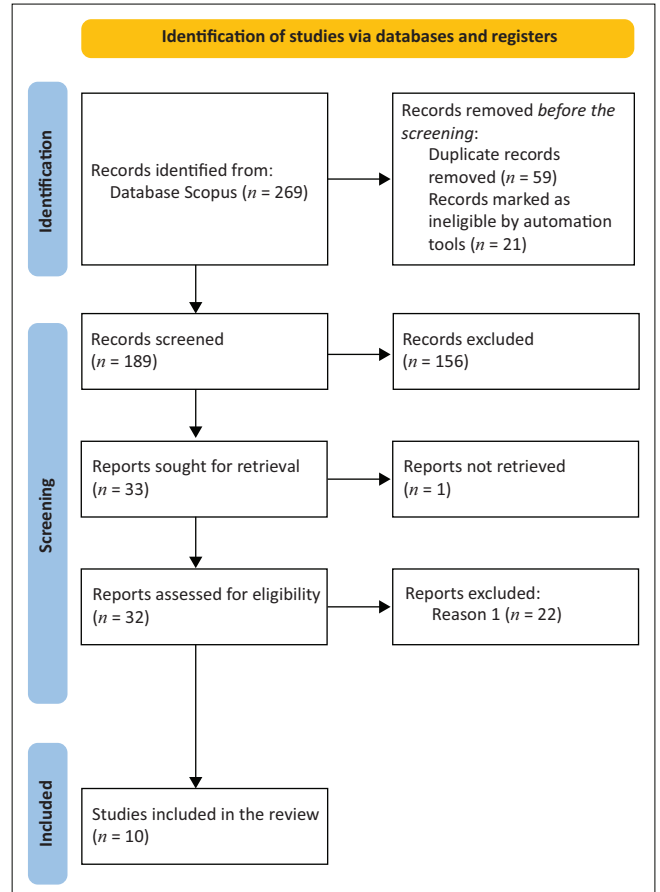 Identification of studies via databases and registers
Identification
Records identified from:
Database Scopus (n = 269)
Records removed before the
screening:
Duplicate records
removed (n = 59)
Records marked as
ineligible by automation
tools (n = 21)
Screening
Records screened
(n = 189)
Records excluded
(n = 156)
Reports sought for retrieval
(n = 33)
Reports not retrieved
(n = 1)
Reports assessed for eligibility
(n = 32)
Reports excluded:
Reason 1 (n = 22)
Included
Studies included in the review
(n = 10)